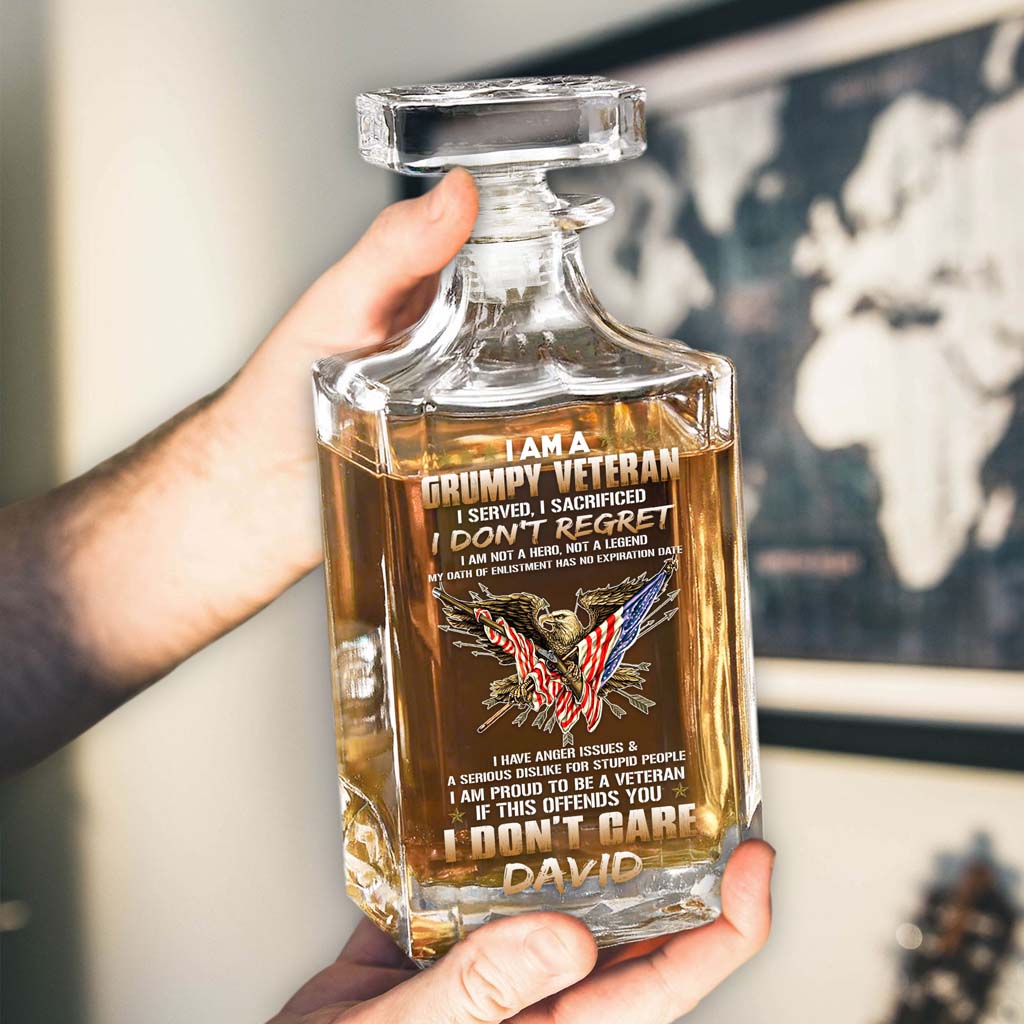 I AM A
GRUMPY VETERAN
I SERVED, I SACRIFICED
I DON'T REGRET
I AM NOT A HERO, NOT A LEGEND
MY OATH OF ENLISTMENT HAS NO EXPIRATION DATE
I HAVE ANGER ISSUES &
A SERIOUS DISLIKE FOR STUPID PEOPLE
I AM PROUD TO BE A VETERAN
IF THIS OFFENDS YOU
I DON'T CARE
DAVID